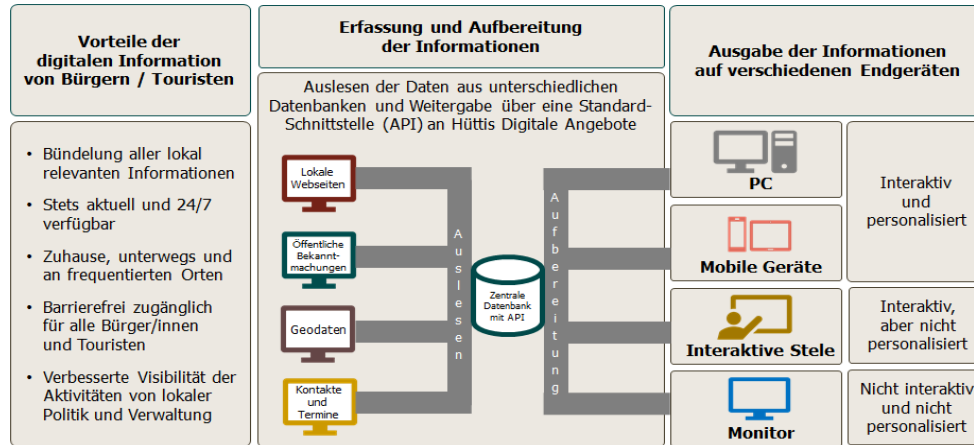 Vorteile der
digitalen Information
von Bürgern / Touristen
• Bündelung aller lokal
relevanten Informationen
• Stets aktuell und 24/7
verfügbar
• Zuhause, unterwegs und
an frequentierten Orten
• Barrierefrei zugänglich
für alle Bürger/innen
und Touristen
• Verbesserte Visibilität der
Aktivitäten von lokaler
Politik und Verwaltung
Erfassung und Aufbereitung
der Informationen
Auslesen der Daten aus unterschiedlichen
Datenbanken und Weitergabe über eine Standard-
Schnittstelle (API) an Hüttis Digitale Angebote
Lokale
Webseiten
Öffentliche
Bekannt-
machungen
Geodaten
Kontakte
und
Termine
Auslesen
Zentrale
Datenbank
mit API
Aufbereitung
Ausgabe der Informationen
auf verschiedenen Endgeräten
PC
Mobile Geräte
Interaktiv
und
personalisiert
Interaktive Stele
Interaktiv,
aber nicht
personalisiert
Monitor
Nicht interaktiv
und nicht
personalisiert